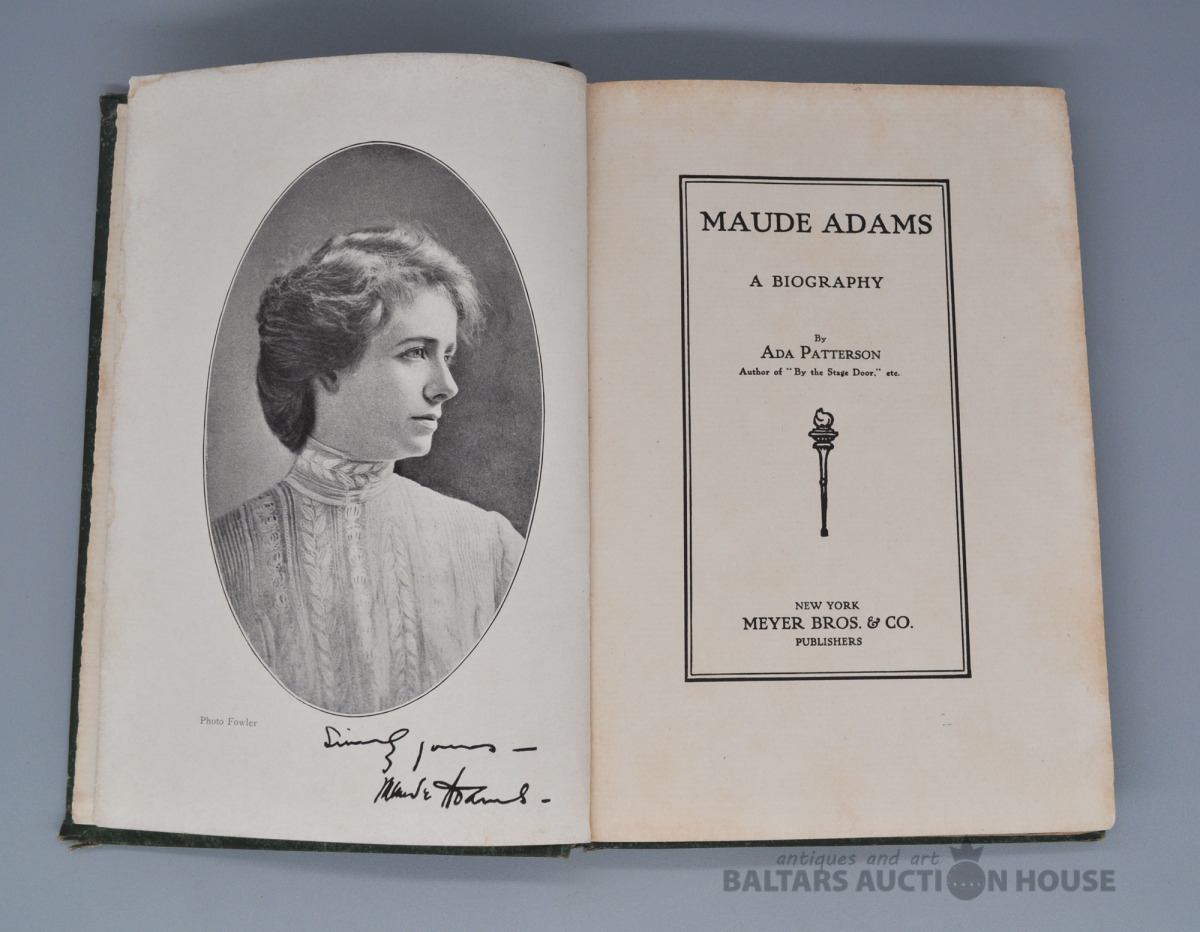 Photo Fowler
Sincerely yours —
Maude Adams -
MAUDE ADAMS
A BIOGRAPHY
By
ADA PATTERSON
Author of "By the Stage Door," etc.
NEW YORK
MEYER BROS. & CO.
PUBLISHERS
antiques and art
BALTARS AUCTION HOUSE